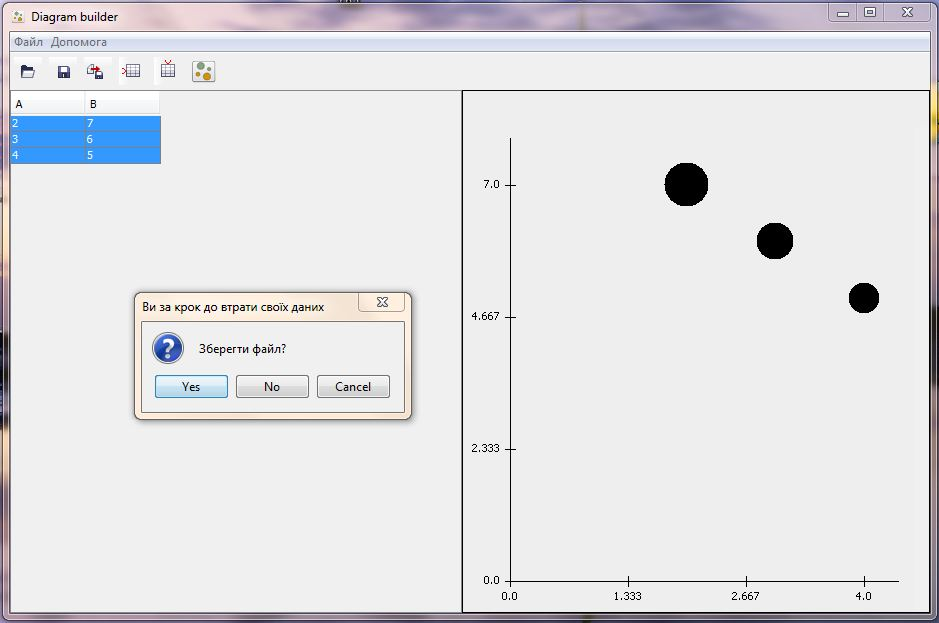 Diagram builder
Файл Допомога
A B
2 7
3 6
4 5
Ви за крок до втрати своїх даних
Зберегти файл?
Yes No Cancel
7.0
4.667
2.333
0.0
0.0 1.333 2.667 4.0